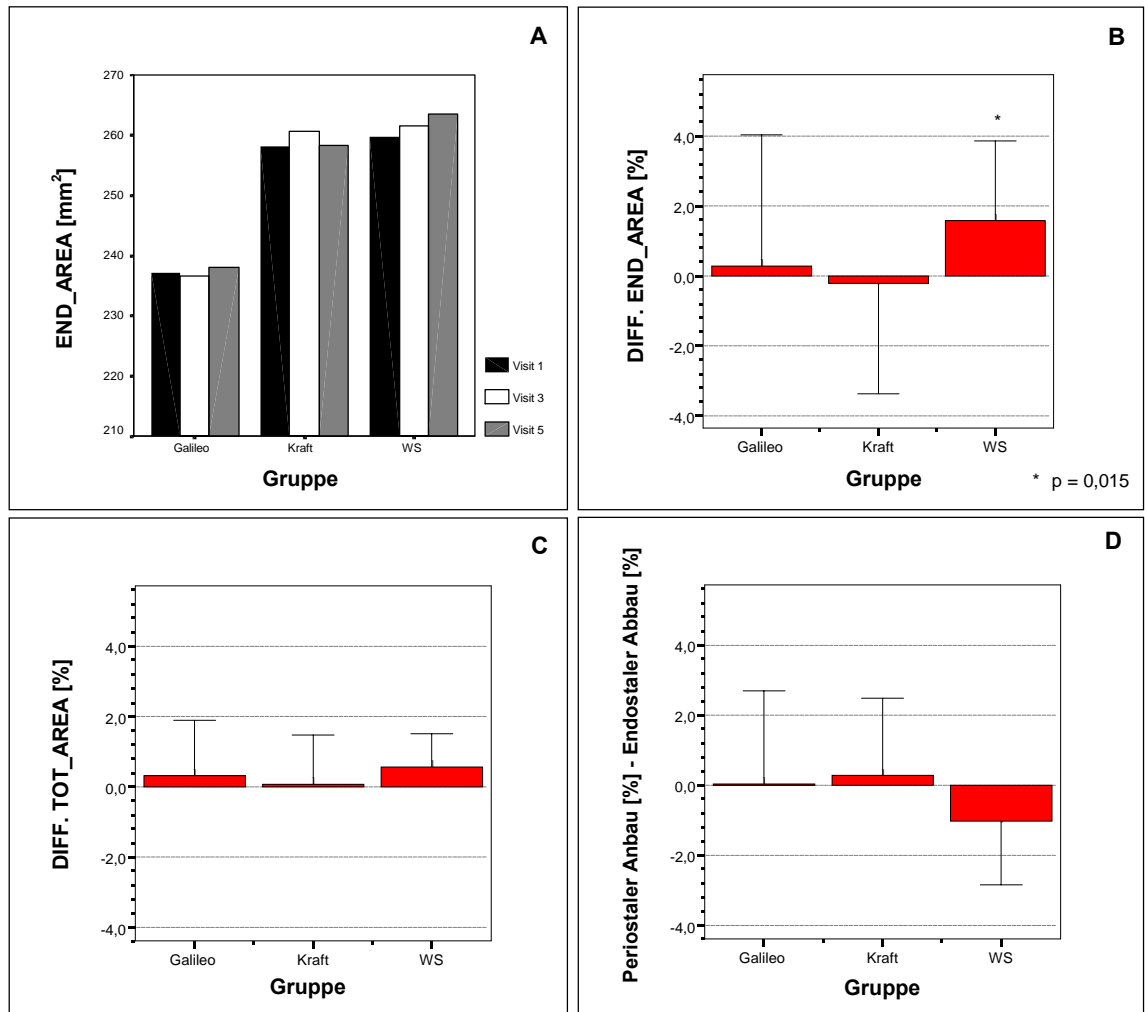 A
END_AREA [mm²]
270
260
250
240
230
220
210
Galileo
Kraft
WS
Gruppe
Visit 1
Visit 3
Visit 5
B
DIFF. END_AREA [%]
4,0
2,0
0,0
-2,0
-4,0
*
Galileo
Kraft
WS
Gruppe
* p = 0,015
C
DIFF. TOT_AREA [%]
4,0
2,0
0,0
-2,0
-4,0
Galileo
Kraft
WS
Gruppe
D
Periostaler Anbau [%] - Endostaler Abbau [%]
4,0
2,0
0,0
-2,0
-4,0
Galileo
Kraft
WS
Gruppe